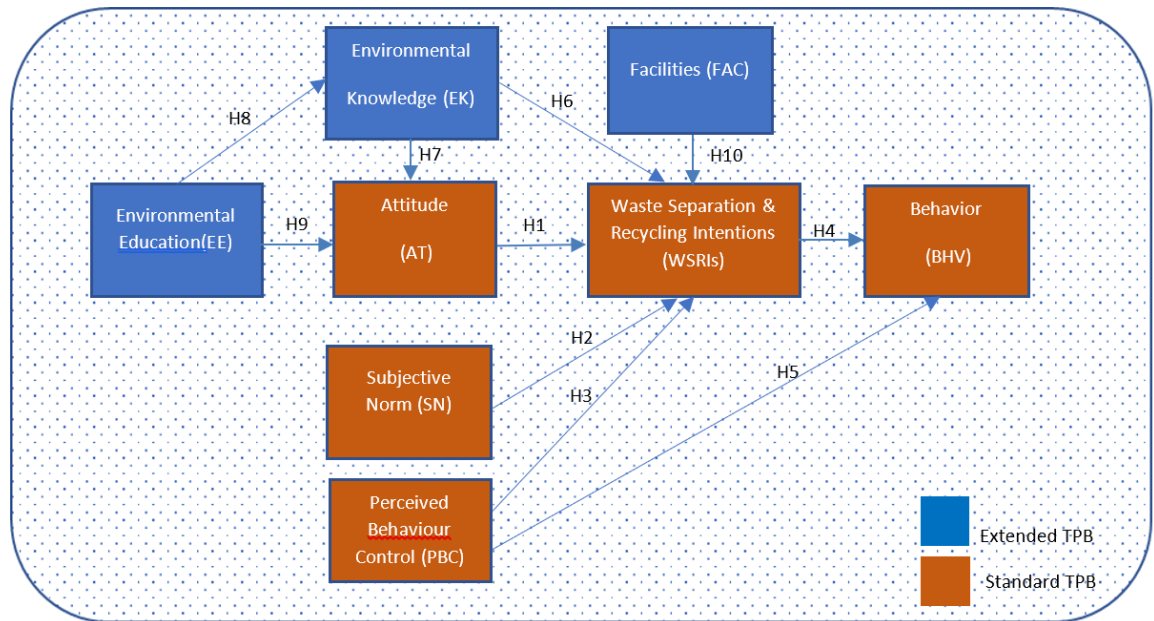 Environmental
Knowledge (EK)
Facilities (FAC)
H8
H6
H7
H10
Environmental
Education(EE)
H9
Attitude
(AT)
H1
Waste Separation &
Recycling Intentions
(WSRIs)
H4
Behavior
(BHV)
H2
Subjective
Norm (SN)
H3
H5
Perceived
Behaviour
Control (PBC)
Extended TPB
Standard TPB